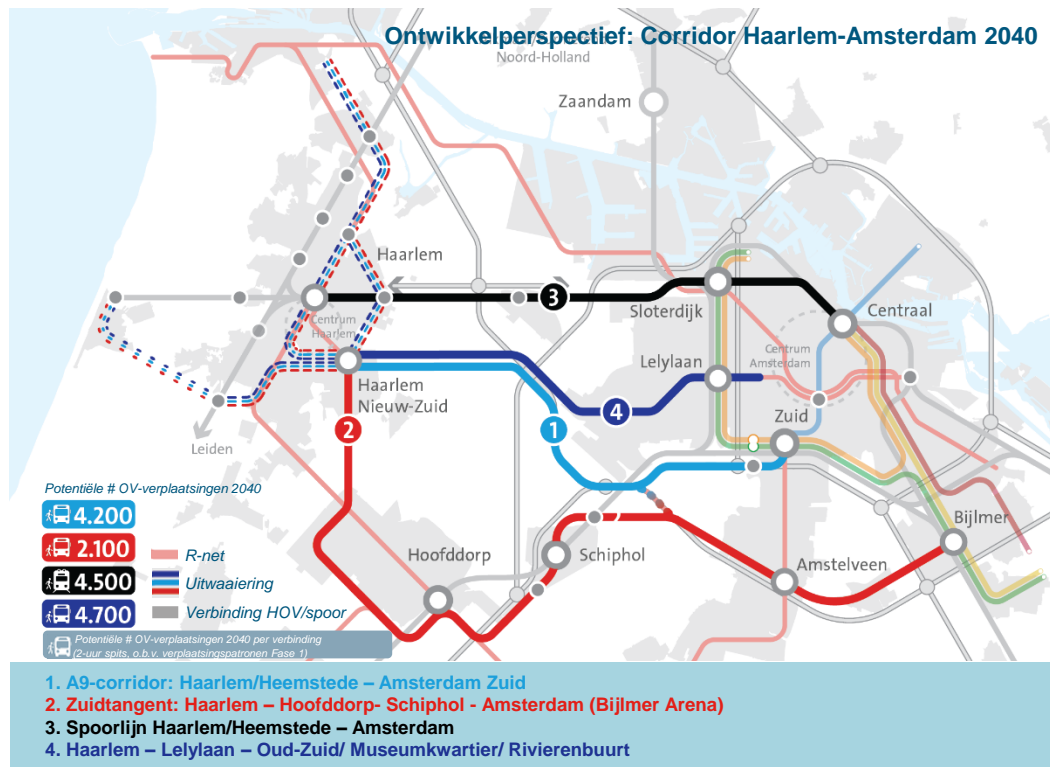 Ontwikkelperspectief: Corridor Haarlem-Amsterdam 2040
Noord-Holland
Zaandam
Haarlem
3
Sloterdijk
Centraal
Centrum
Haarlem
Centrum
Amsterdam
Lelylaan
Haarlem
Nieuw-Zuid
4
Zuid
2
1
Leiden
Potentiële # OV-verplaatsingen 2040
4.200
2.100
4.500
4.700
R-net
Uitwaaiering
Verbinding HOV/spoor
Potentiële # OV-verplaatsingen 2040 per verbinding
(2-uur spits, o.b.v. verplaatsingspatronen Fase 1)
Hoofddorp
Schiphol
Amstelveen
Bijlmer
1. A9-corridor: Haarlem/Heemstede – Amsterdam Zuid
2. Zuidtangent: Haarlem – Hoofddorp- Schiphol - Amsterdam (Bijlmer Arena)
3. Spoorlijn Haarlem/Heemstede – Amsterdam
4. Haarlem – Lelylaan – Oud-Zuid/ Museumkwartier/ Rivierenbuurt